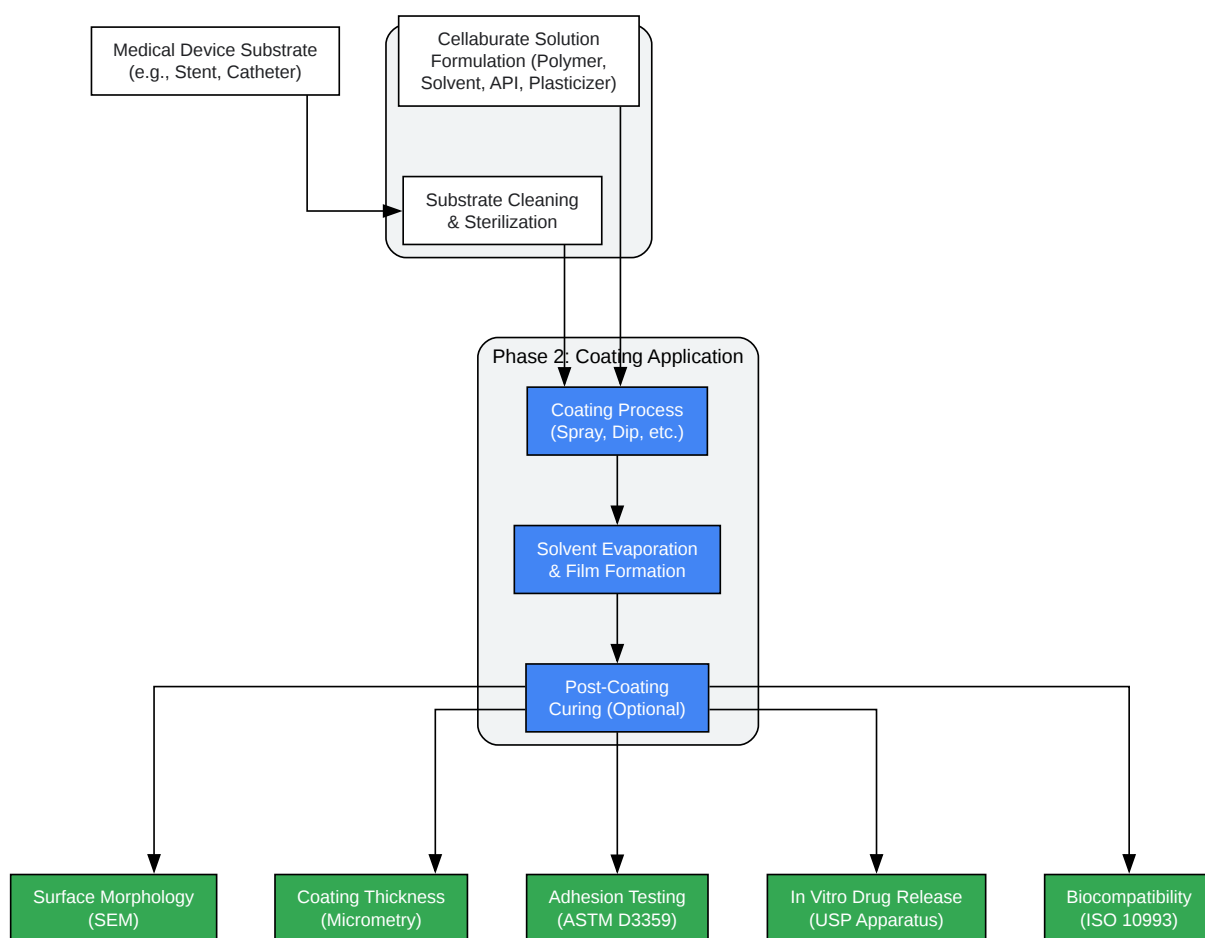 Medical Device Substrate
(e.g., Stent, Catheter)
Cellaburate Solution
Formulation (Polymer,
Solvent, API, Plasticizer)
Substrate Cleaning
& Sterilization
Phase 2: Coating Application
Coating Process
(Spray, Dip, etc.)
Solvent Evaporation
& Film Formation
Post-Coating
Curing (Optional)
Surface Morphology
(SEM)
Coating Thickness
(Micrometry)
Adhesion Testing
(ASTM D3359)
In Vitro Drug Release
(USP Apparatus)
Biocompatibility
(ISO 10993)